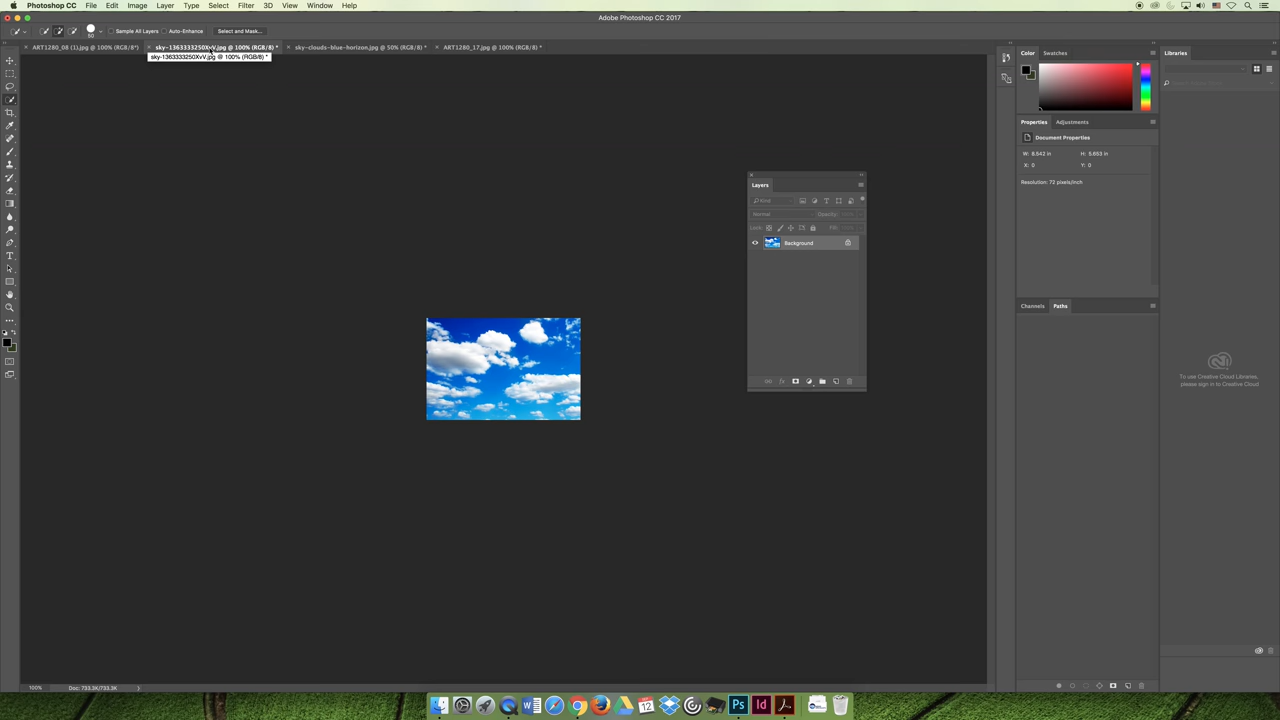 Photoshop CC File Edit Image Layer Type Select Filter 3D View Window Help
Adobe Photoshop CC 2017
50 Sample All Layers Auto-Enhance Select and Mask...
ART1280_08 (1).jpg @ 100% (RGB/8*) sky-1363333250XvV.jpg @ 100% (RGB/8) * sky-clouds-blue-horizon.jpg @ 50% (RGB/8) * ART1280_17.jpg @ 100% (RGB/8) *
sky-1363333250XvV.jpg @ 100% (RGB/8) *
Color Swatches
Libraries
Properties Adjustments
Document Properties
W: 8.542 in H: 5.653 in
X: 0 Y: 0
Resolution: 72 pixels/inch
Layers
Kind
Normal Opacity:
Lock: Fill:
Background
Channels Paths
To use Creative Cloud Libraries,
please sign in to Creative Cloud
100% Doc: 733.3K/733.3K
12
Ps Id